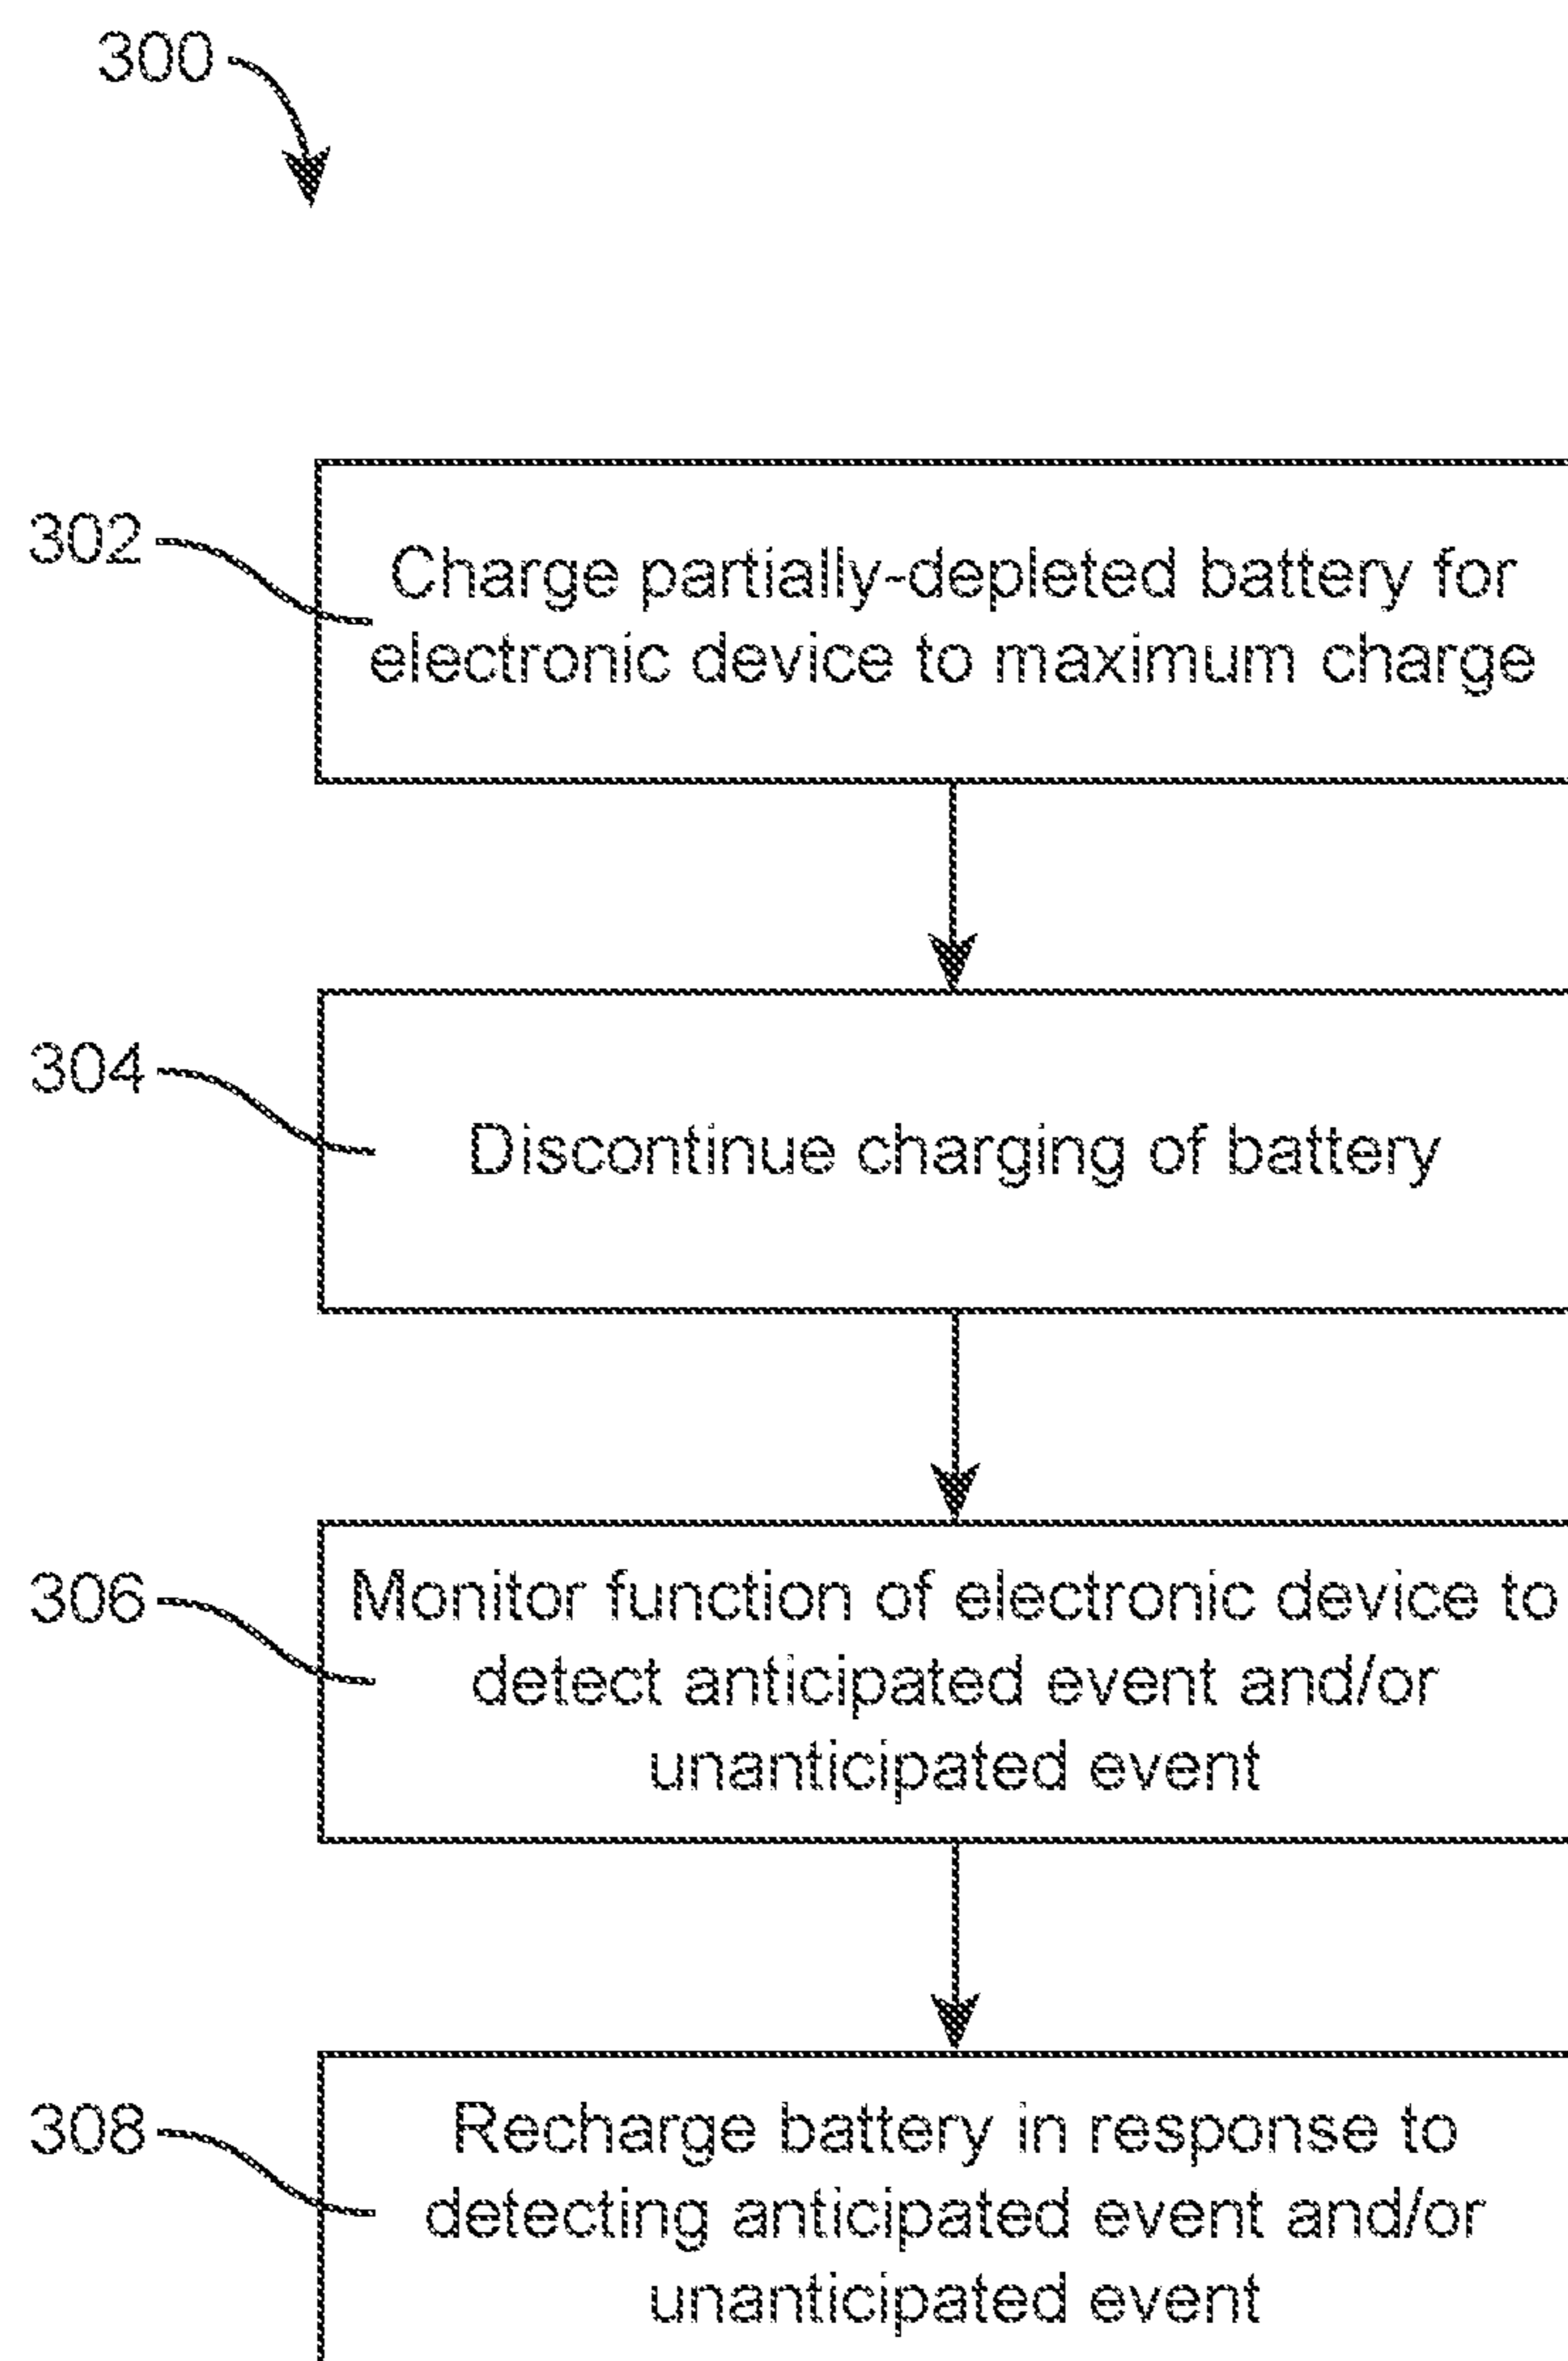 300
302
Charge partially-depleted battery for
electronic device to maximum charge
304
Discontinue charging of battery
306
Monitor function of electronic device to
detect anticipated event and/or
unanticipated event
308
Recharge battery in response to
detecting anticipated event and/or
unanticipated event